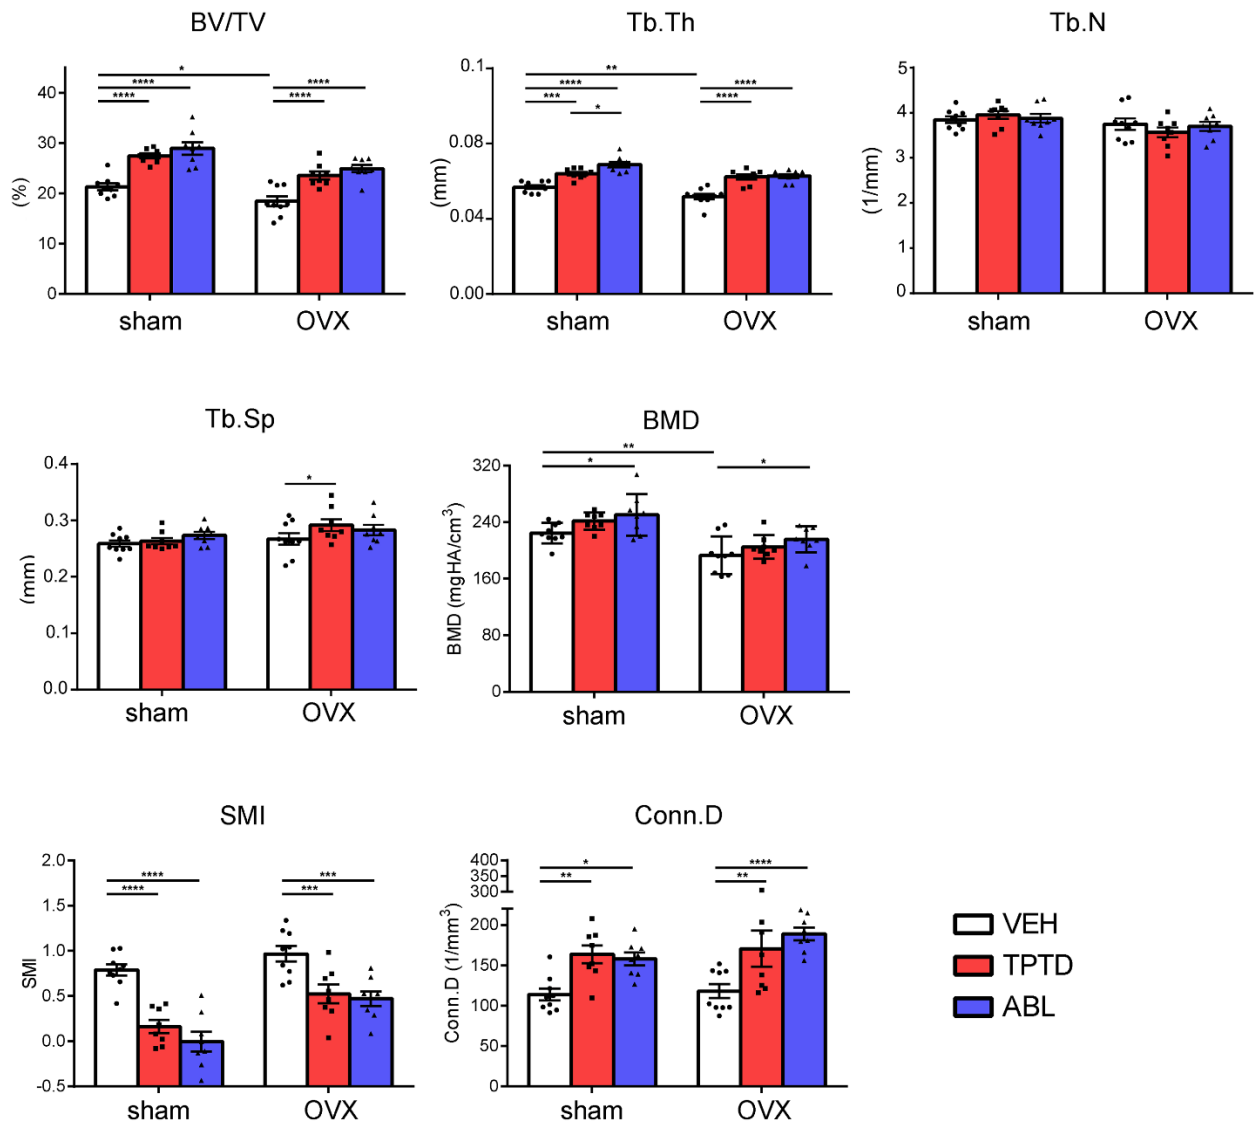 BV/TV
Tb.Th
Tb.N
*
****
****
****
****
40
30
20
10
0
(%)
sham
OVX
**
****
***
*
****
****
0.1
0.08
0.04
0.00
(mm)
sham
OVX
5
4
3
2
1
0
(1/mm)
sham
OVX
Tb.Sp
BMD
*
0.4
0.3
0.2
0.1
0.0
(mm)
sham
OVX
**
*
*
320
240
160
80
0
BMD (mgHA/cm³)
sham
OVX
SMI
Conn.D
****
****
***
***
2.0
1.5
1.0
0.5
0.0
-0.5
SMI
sham
OVX
*
**
****
**
400
350
300
200
150
100
50
0
Conn.D (1/mm³)
sham
OVX
VEH
TPTD
ABL